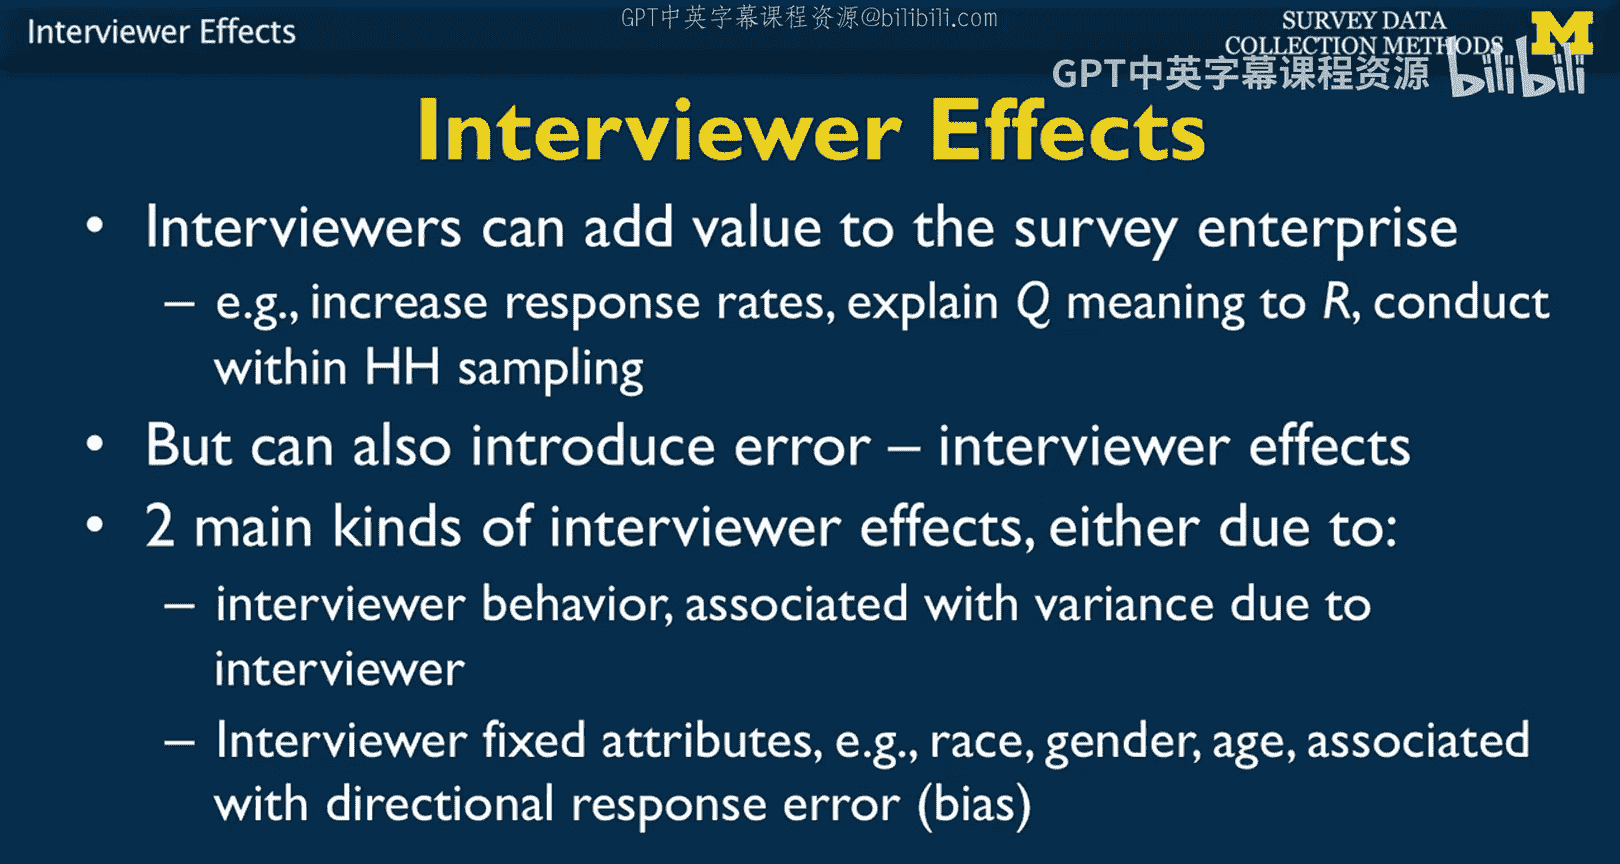 Interviewer Effects
GPT中英字幕课程资源@bilibili.com
SURVEY DATA
COLLECTION METHODS
M
GPT中英字幕课程资源 bilibili
Interviewer Effects
• Interviewers can add value to the survey enterprise
– e.g., increase response rates, explain Q meaning to R, conduct
within HH sampling
• But can also introduce error – interviewer effects
• 2 main kinds of interviewer effects, either due to:
– interviewer behavior, associated with variance due to
interviewer
– Interviewer fixed attributes, e.g., race, gender, age, associated
with directional response error (bias)